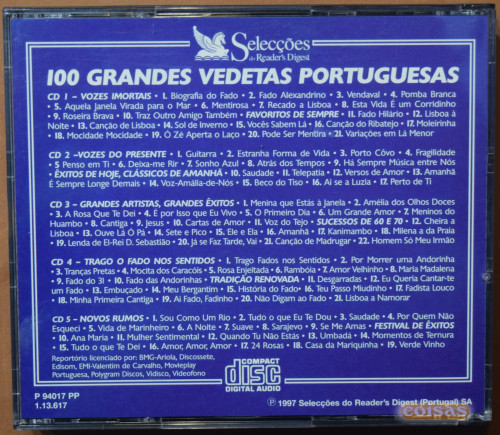 Selecções
do Reader's Digest
100 GRANDES VEDETAS PORTUGUESAS
CD 1 – VOZES IMORTAIS • 1. Biografia do Fado • 2. Fado Alexandrino • 3. Vendaval • 4. Pomba Branca
• 5. Aquela Janela Virada para o Mar • 6. Mentirosa • 7. Recado a Lisboa • 8. Esta Vida É um Corridinho
• 9. Roseira Brava • 10. Traz Outro Amigo Também • FAVORITOS DE SEMPRE • 11. Fado Hilário • 12. Lisboa à
Noite • 13. Canção de Lisboa • 14. Sol de Inverno • 15. Vocês Sabem Lá • 16. Canção do Ribatejo • 17. Moleirinha
• 18. Mocidade Mocidade • 19. Ó Zé Aperta o Laço • 20. Pode Ser Mentira • 21. Variações em Lá Menor
CD 2 – VOZES DO PRESENTE • 1. Guitarra • 2. Estranha Forma de Vida • 3. Porto Côvo • 4. Fragilidade
• 5 Penso em Ti • 6. Deixa-me Rir • 7. Sonho Azul • 8. Atrás dos Tempos • 9. Há Sempre Música entre Nós
• ÊXITOS DE HOJE, CLÁSSICOS DE AMANHÃ • 10. Saudade • 11. Telepatia • 12. Versos de Amor • 13. Amanhã
É Sempre Longe Demais • 14. Voz-Amália-de-Nós • 15. Beco do Tiso • 16. Ai se a Luzia • 17. Perto de Ti
CD 3 – GRANDES ARTISTAS, GRANDES ÊXITOS • 1. Menina que Estás à Janela • 2. Amélia dos Olhos Doces
• 3. A Rosa Que Te Dei • 4. É por Isso que Eu Vivo • 5. O Primeiro Dia • 6. Um Grande Amor • 7. Meninos do
Huambo • 8. Cantiga • 9. Jesus • 10. Cartas de Amor • 11. Voz do Tejo • SUCESSOS DE 60 E 70 • 12. Cheira a
Lisboa • 13. Ouve Lá Ó Pá • 14. Sete e Pico • 15. Ele e Ela • 16. Amanhã • 17. Kanimambo • 18. Milena a da Praia
• 19. Lenda de El-Rei D. Sebastião • 20. Já se Faz Tarde, Vai • 21. Canção de Madrugar • 22. Homem Só Meu Irmão
CD 4 – TRAGO O FADO NOS SENTIDOS • 1. Trago Fados nos Sentidos • 2. Por Morrer uma Andorinha
• 3. Tranças Pretas • 4. Mocita dos Caracóis • 5. Rosa Enjeitada • 6. Rambóia • 7. Amor Velhinho • 8. Maria Madalena
• 9. Fado do 31 • 10. Fado das Andorinhas • TRADIÇÃO RENOVADA • 11. Desgarradas • 12. Eu Queria Cantar-te
um Fado • 13. Embuçado • 14. Meu Bergantim • 15. História do Fado • 16. Teu Passo Miudinho • 17. Fadista Louco
• 18. Minha Primeira Cantiga • 19. Ai Fado, Fadinho • 20. Não Digam ao Fado • 21. Lisboa a Namorar
CD 5 – NOVOS RUMOS • 1. Sou Como Um Rio • 2. Tudo o que Eu Te Dou • 3. Saudade • 4. Por Quem Não
Esqueci • 5. Vida de Marinheiro • 6. A Noite • 7. Suave • 8. Sarajevo • 9. Se Me Amas • FESTIVAL DE ÊXITOS
• 10. Ana Maria • 11. Mulher Sentimental • 12. Quando Tu Não Estás • 13. Umbadá • 14. Momentos de Ternura
• 15. Tudo o que Te Dei • 16. Amor, Amor, Amor • 17. 24 Rosas • 18. Casa da Mariquinha • 19. Verde Vinho
Reportório licenciado por: BMG-Ariola, Discossete,
Edisom, EMI-Valentim de Carvalho, Movieplay
Portuguesa, Polygram Discos, Vidisco, Videofono
COMPACT
disc
DIGITAL AUDIO
P 94017 PP
1.13.617
℗ 1997 Selecções do Reader's Digest (Portugal) SA
coisas